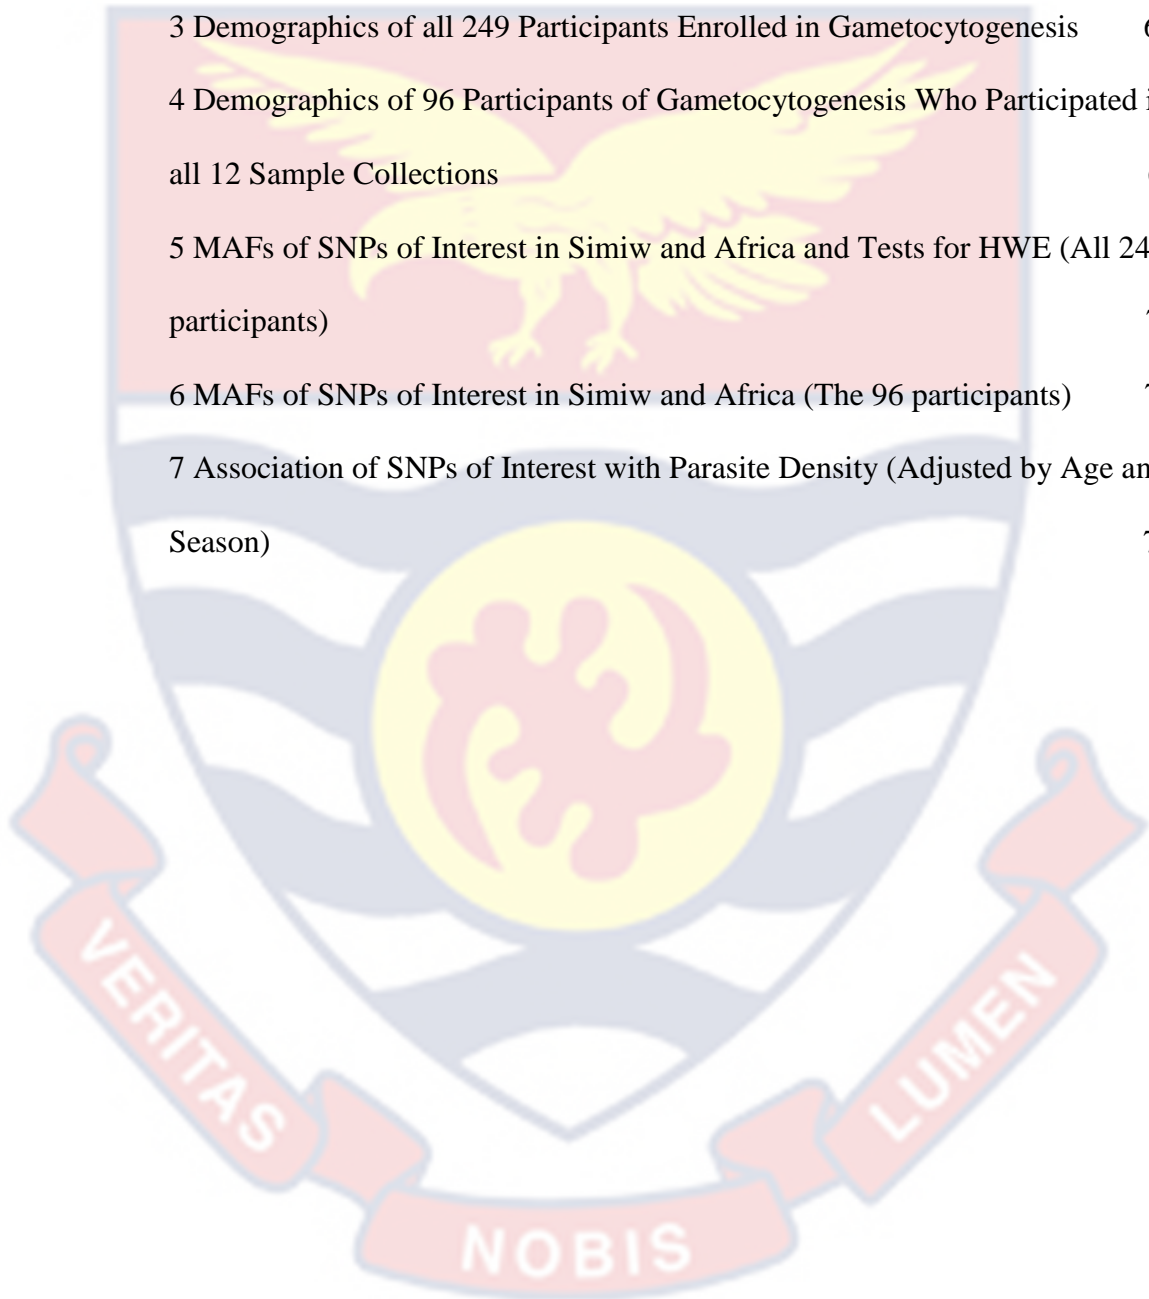 3 Demographics of all 249 Participants Enrolled in Gametocytogenesis
4 Demographics of 96 Participants of Gametocytogenesis Who Participated
all 12 Sample Collections
5 MAFs of SNPs of Interest in Simiw and Africa and Tests for HWE (All
participants)
6 MAFs of SNPs of Interest in Simiw and Africa (The 96 participants)
7 Association of SNPs of Interest with Parasite Density (Adjusted by Age
Season)
VERITAS
NOBIS
LUMEN